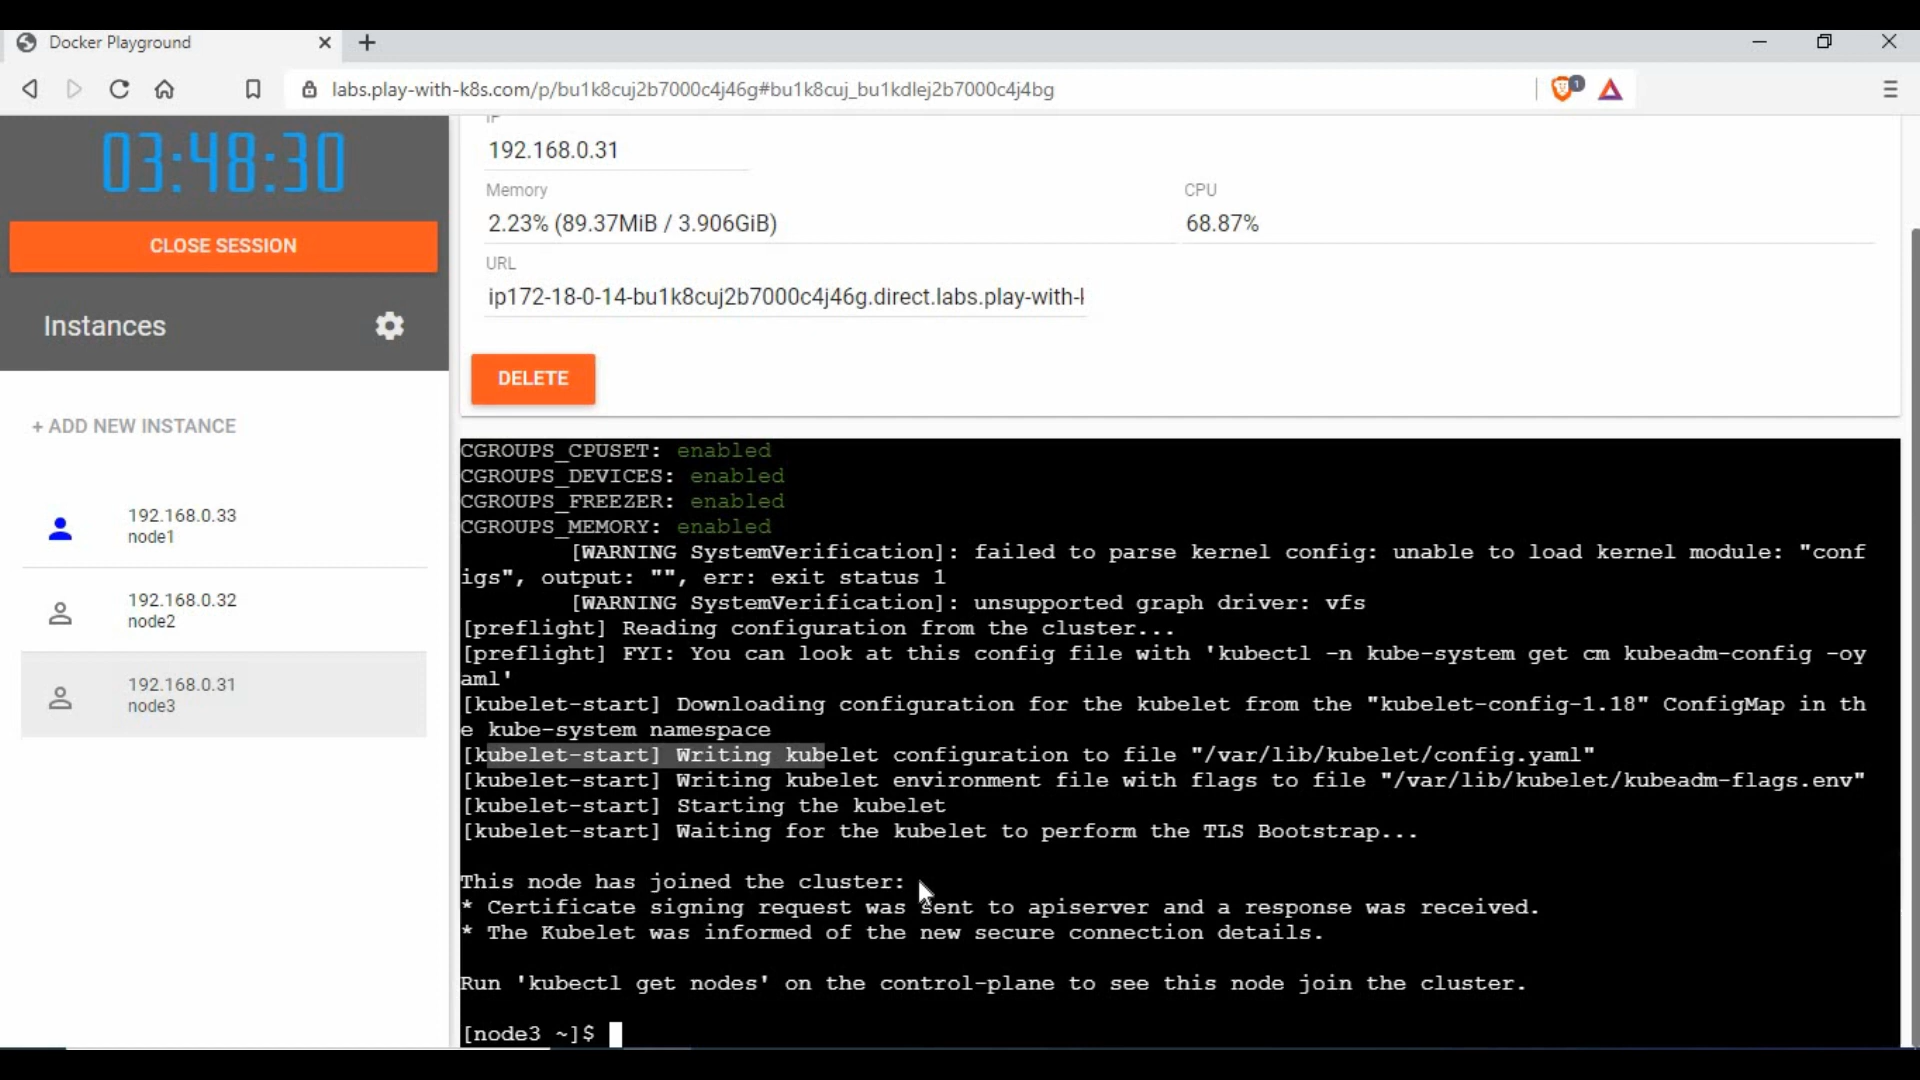 Docker Playground
labs.play-with-k8s.com/p/bu1k8cuj2b7000c4j46g#bu1k8cuj_bu1kdlej2b7000c4j4bg
1
03:48:30
CLOSE SESSION
Instances
+ ADD NEW INSTANCE
192.168.0.33
node1
192.168.0.32
node2
192.168.0.31
node3
IP
192.168.0.31
Memory
2.23% (89.37MiB / 3.906GiB)
CPU
68.87%
URL
ip172-18-0-14-bu1k8cuj2b7000c4j46g.direct.labs.play-with-k
DELETE
CGROUPS_CPUSET: enabled
CGROUPS_DEVICES: enabled
CGROUPS_FREEZER: enabled
CGROUPS_MEMORY: enabled
[WARNING SystemVerification]: failed to parse kernel config: unable to load kernel module: "conf
igs", output: "", err: exit status 1
[WARNING SystemVerification]: unsupported graph driver: vfs
[preflight] Reading configuration from the cluster...
[preflight] FYI: You can look at this config file with 'kubectl -n kube-system get cm kubeadm-config -oy
aml'
[kubelet-start] Downloading configuration for the kubelet from the "kubelet-config-1.18" ConfigMap in th
e kube-system namespace
[kubelet-start] Writing kubelet configuration to file "/var/lib/kubelet/config.yaml"
[kubelet-start] Writing kubelet environment file with flags to file "/var/lib/kubelet/kubeadm-flags.env"
[kubelet-start] Starting the kubelet
[kubelet-start] Waiting for the kubelet to perform the TLS Bootstrap...
This node has joined the cluster:
* Certificate signing request was sent to apiserver and a response was received.
* The Kubelet was informed of the new secure connection details.
Run 'kubectl get nodes' on the control-plane to see this node join the cluster.
[node3 ~]$